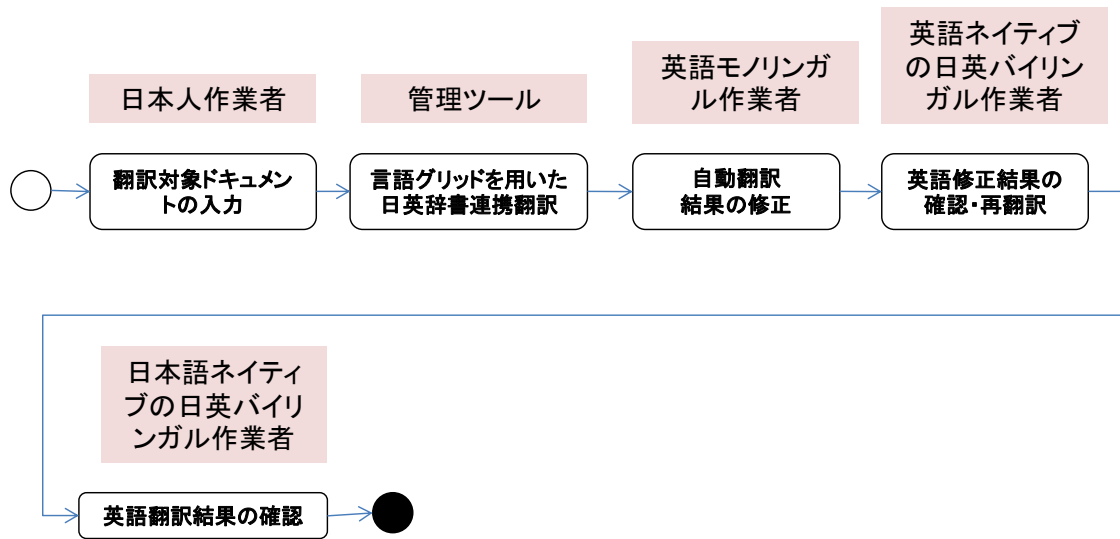 日本人作業者
管理ツール
英語モノリンガ
ル作業者
英語ネイティブ
の日英バイリン
ガル作業者
翻訳対象ドキュメン
トの入力
言語グリッドを用いた
日英辞書連携翻訳
自動翻訳
結果の修正
英語修正結果の
確認・再翻訳
日本語ネイティ
ブの日英バイリ
ンガル作業者
英語翻訳結果の確認